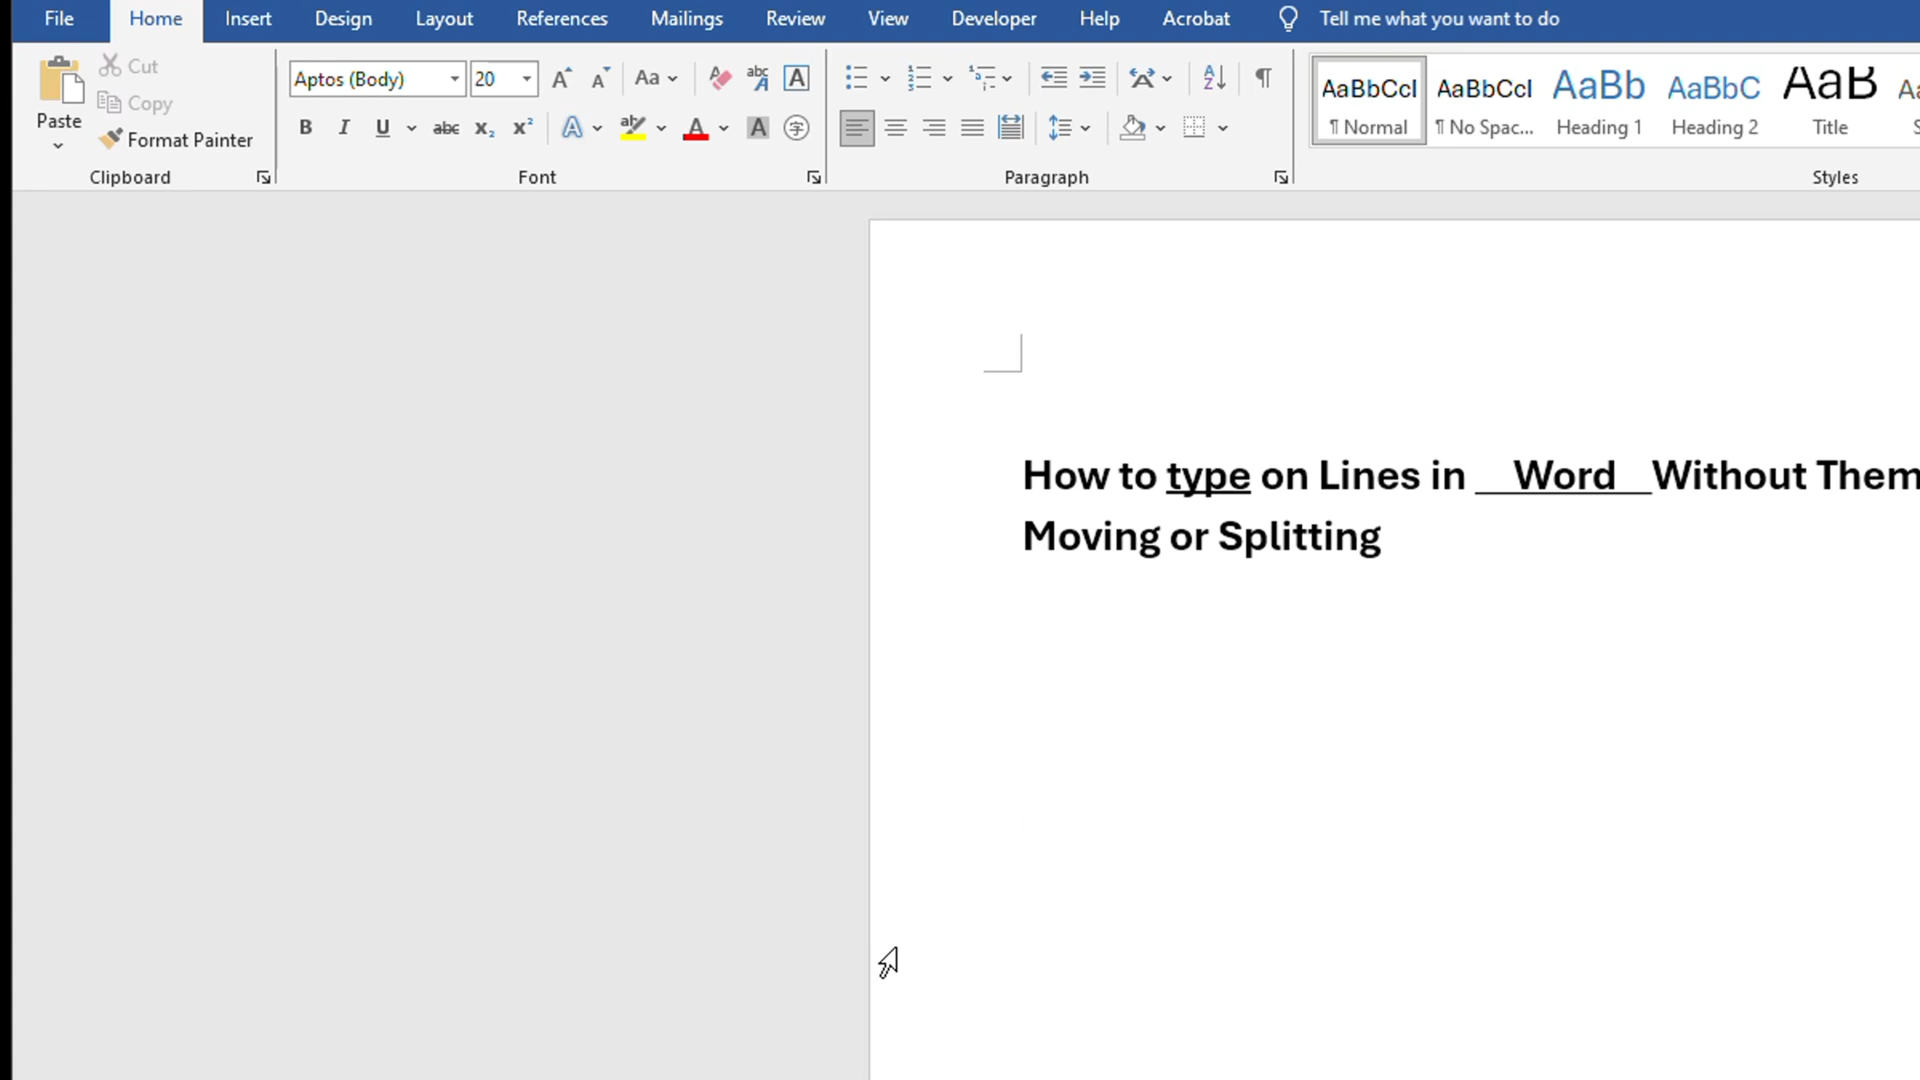 File Home Insert Design Layout References Mailings Review View Developer Help Acrobat Tell me what you want to do
Cut
Copy
Paste
Format Painter
Clipboard
Aptos (Body) 20
Font
Paragraph
AaBbCcI AaBbCcI AaBb AaBbC AaB
¶ Normal ¶ No Spac... Heading 1 Heading 2 Title
Styles
How to type on Lines in __Word__Without Them
Moving or Splitting